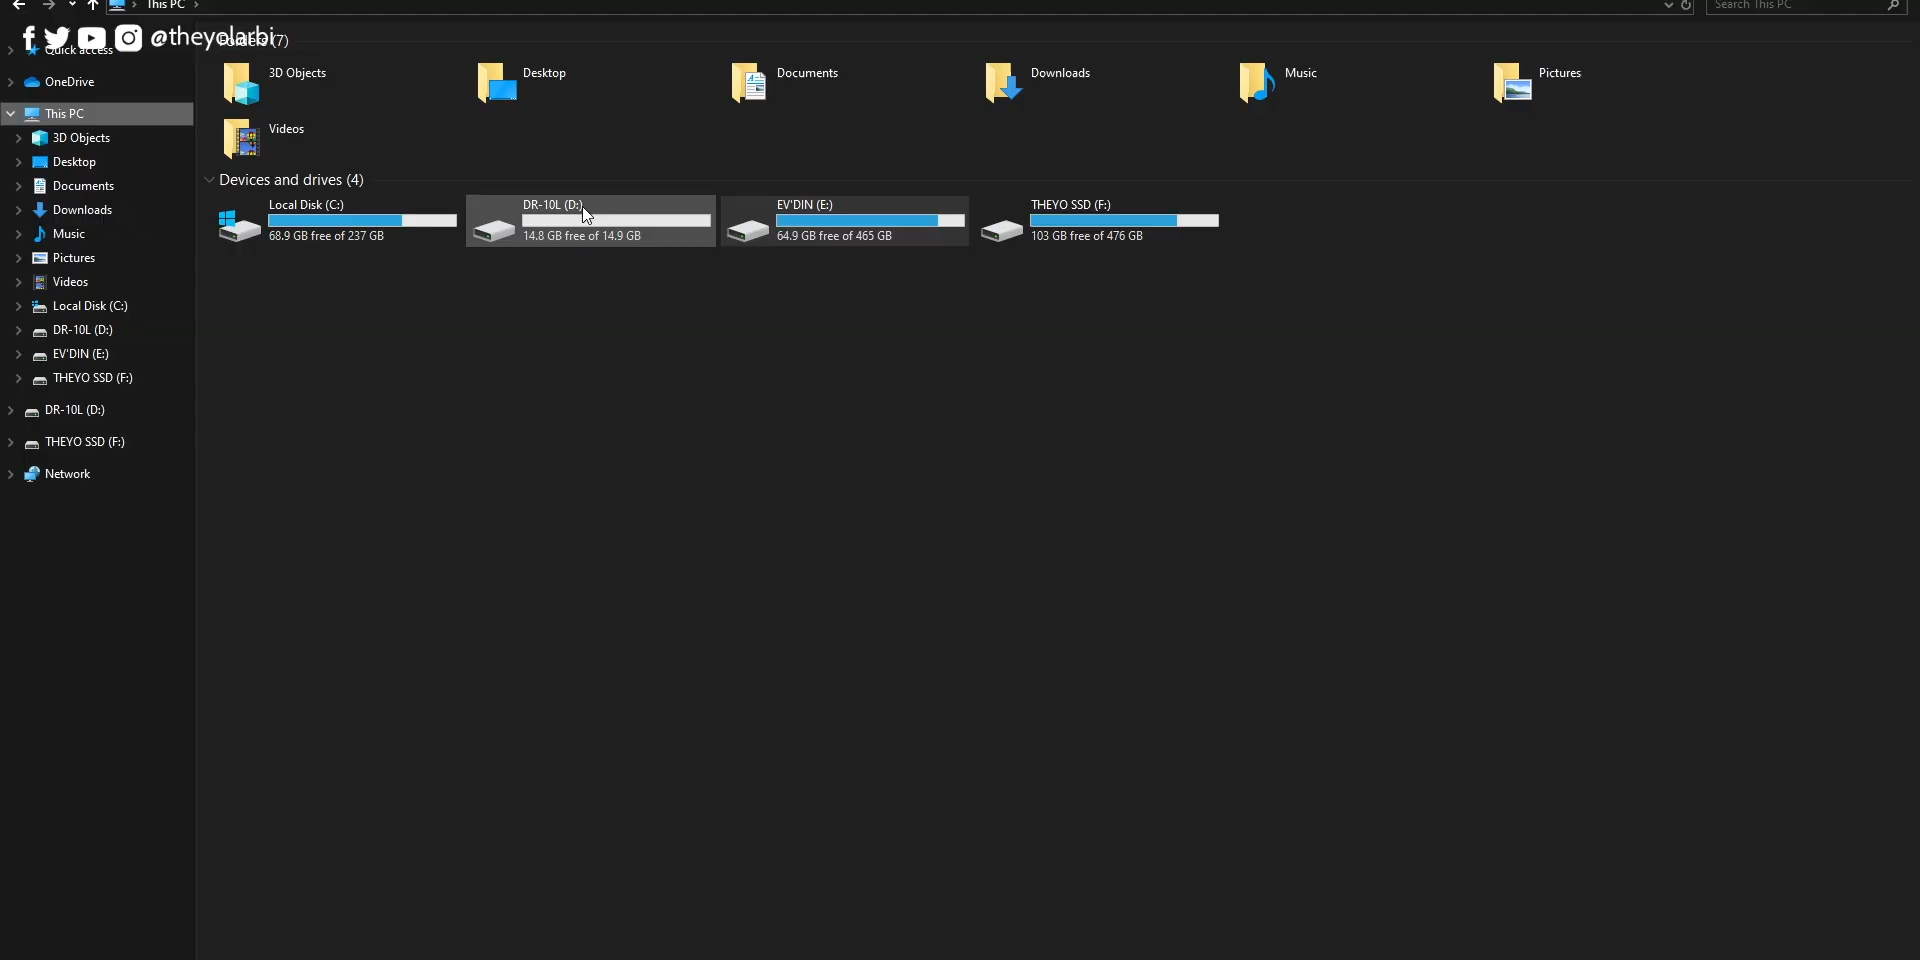 This PC
Search This PC
@theyolarbi
Quick access
Folders (7)
OneDrive
This PC
3D Objects
Desktop
Documents
Downloads
Music
Pictures
Videos
Local Disk (C:)
DR-10L (D:)
EV'DIN (E:)
THEYO SSD (F:)
DR-10L (D:)
THEYO SSD (F:)
Network
3D Objects
Desktop
Documents
Downloads
Music
Pictures
Videos
Devices and drives (4)
Local Disk (C:)
68.9 GB free of 237 GB
DR-10L (D:)
14.8 GB free of 14.9 GB
EV'DIN (E:)
64.9 GB free of 465 GB
THEYO SSD (F:)
103 GB free of 476 GB